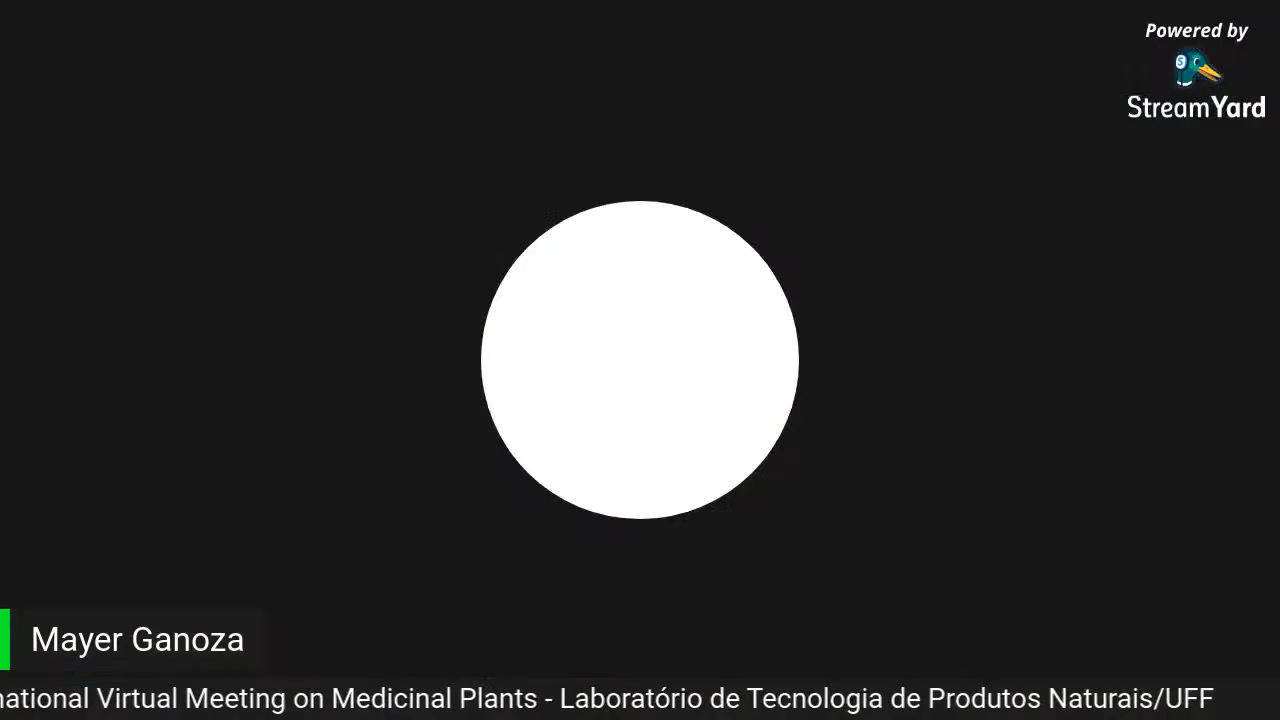 Powered by
S
StreamYard
Mayer Ganoza
national Virtual Meeting on Medicinal Plants - Laboratório de Tecnologia de Produtos Naturais/UFF